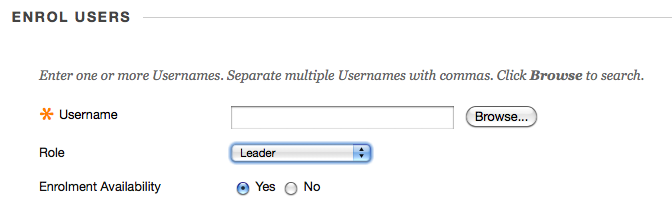 ENROL USERS
Enter one or more Usernames. Separate multiple Usernames with commas. Click Browse to search.
* Username Browse...
Role Leader
Enrolment Availability Yes No